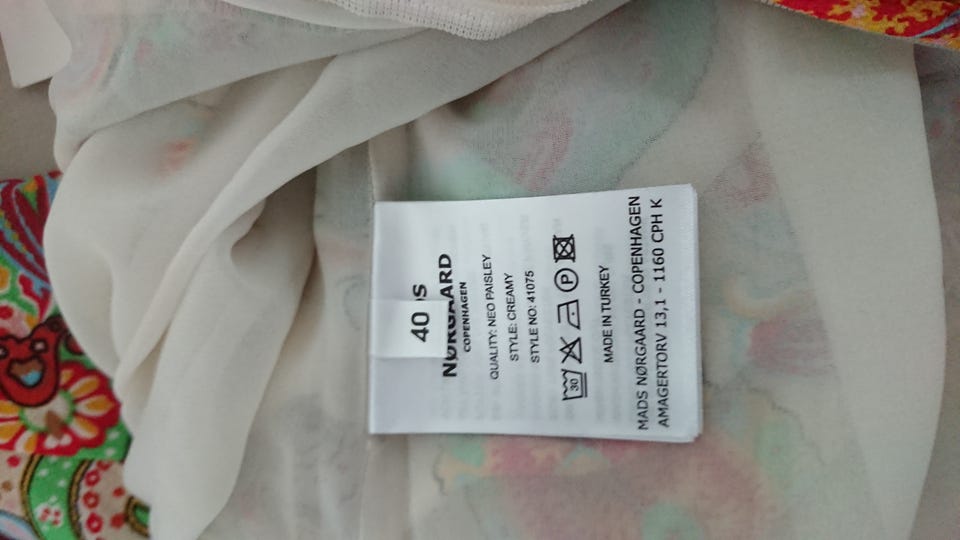 40
NØRGAARD
COPENHAGEN
QUALITY: NEO PAISLEY
STYLE: CREAMY
STYLE NO: 41075
30
P
MADE IN TURKEY
MADS NØRGAARD - COPENHAGEN
AMAGERTORV 13,1 - 1160 CPH K